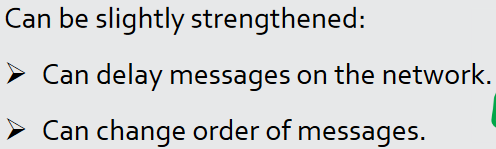 Can be slightly strengthened:
➢ Can delay messages on the network.
➢ Can change order of messages.